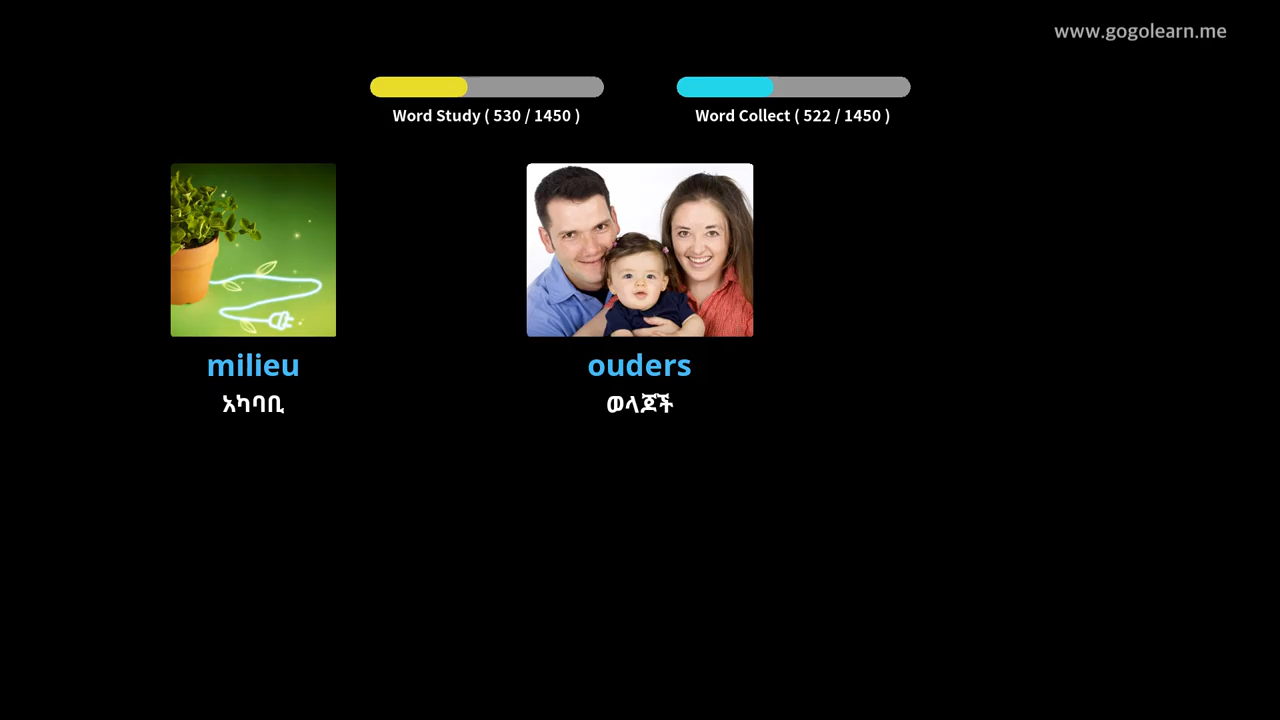 www.gogolearn.me
Word Study ( 530 / 1450 )
Word Collect ( 522 / 1450 )
milieu
አካባቢ
ouders
ወላጆች